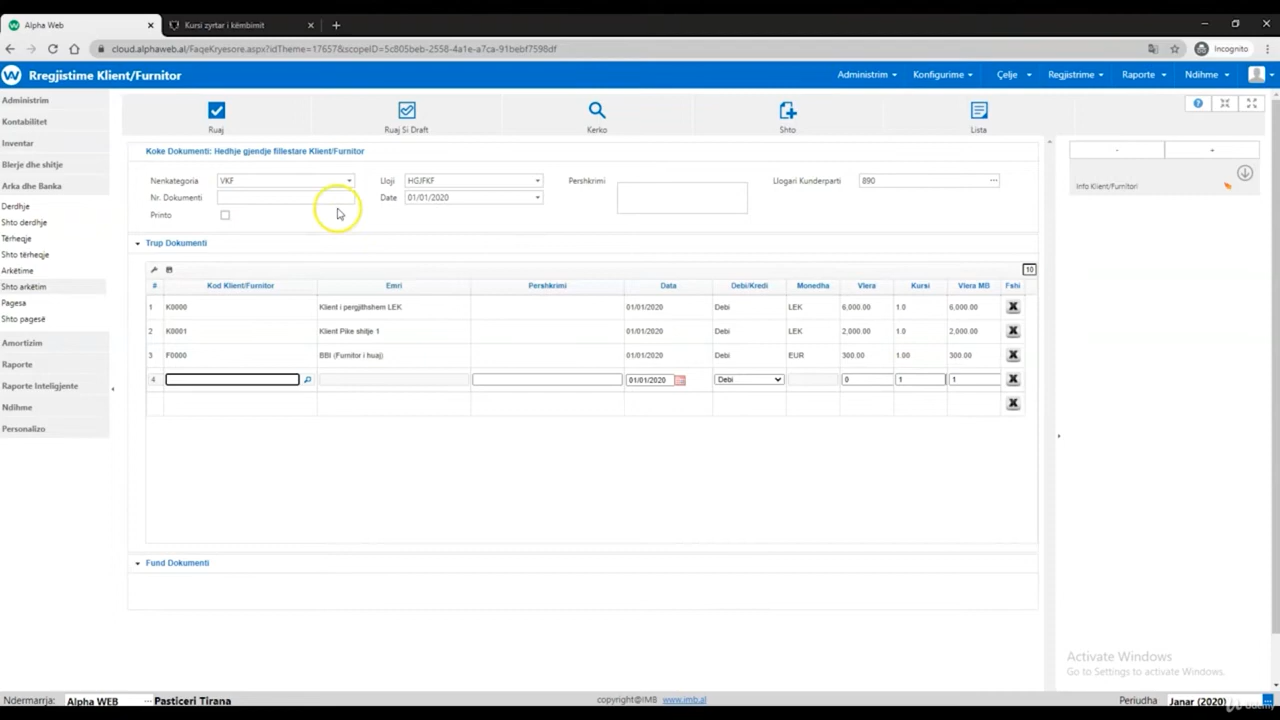 Alpha Web
Kursi zyrtar i këmbimit
cloud.alphaweb.al/FaqeKryesore.aspx?idTheme=17657&scopeID=5c805beb-2558-4a1e-a7ca-91bebf7598df
Incognito
Rregjistime Klient/Furnitor
Administrim
Konfigurime
Çelje
Regjistrime
Raporte
Ndihme
Administrim
Kontabilitet
Inventar
Blerje dhe shitje
Arka dhe Banka
Derdhje
Shto derdhje
Tërheqje
Shto tërheqje
Arkëtime
Shto arkëtim
Pagesa
Shto pagesë
Amortizim
Raporte
Raporte Inteligjente
Ndihme
Personalizo
Ruaj
Ruaj Si Draft
Kerko
Shto
Lista
Koke Dokumenti: Hedhje gjendje fillestare Klient/Furnitor
Nenkategoria VKF Lloji HGJFKF Pershkrimi Llogari Kunderparti 890 ...
Nr. Dokumenti Date 01/01/2020
Printo
Trup Dokumenti
10
# Kod Klient/Furnitor Emri Pershkrimi Data Debi/Kredi Monedha Vlera Kursi Vlera MB Fshi
1 K0000 Klient i pergjithshem LEK 01/01/2020 Debi LEK 6,000.00 1.0 6,000.00 X
2 K0001 Klient Pike shitje 1 01/01/2020 Debi LEK 2,000.00 1.0 2,000.00 X
3 F0000 BBI (Furnitor i huaj) 01/01/2020 Debi EUR 300.00 1.00 300.00 X
4 01/01/2020 Debi 0 1 1 X
X
Fund Dokumenti
- -
Info Klient/Furnitori
Activate Windows
Go to Settings to activate Windows.
Ndermarrja: Alpha WEB ... Pasticeri Tirana
copyright@IMB www.imb.al
Periudha Janar (2020) ...
Udemy